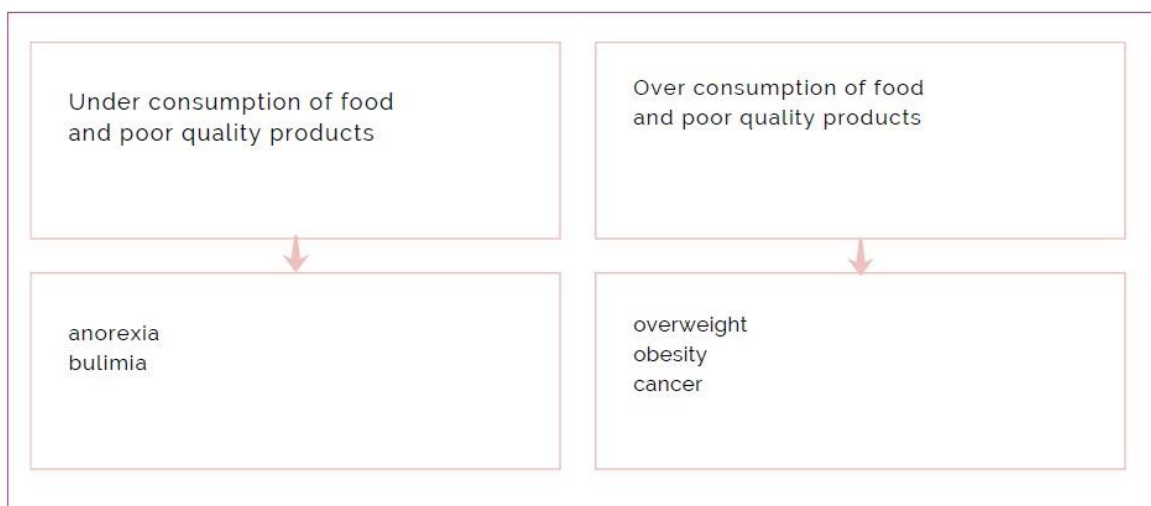 Under consumption of food
and poor quality products
Over consumption of food
and poor quality products
anorexia
bulimia
overweight
obesity
cancer